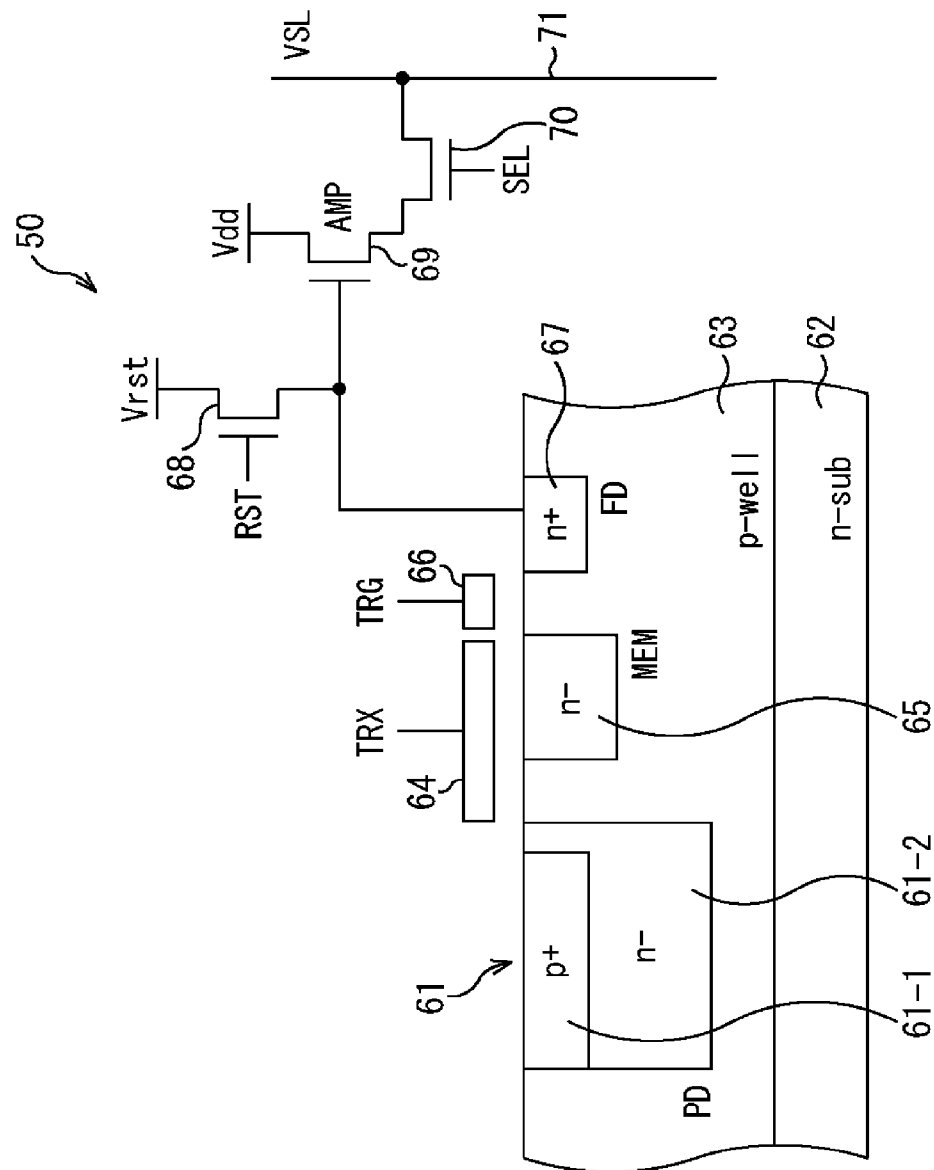 50
Vrst
68
RST
Vdd
AMP
69
SEL
70
VSL
71
TRX
64
TRG
66
61
p+
n-
PD
61-1
61-2
n-
MEM
65
n+
FD
67
p-well
63
n-sub
62